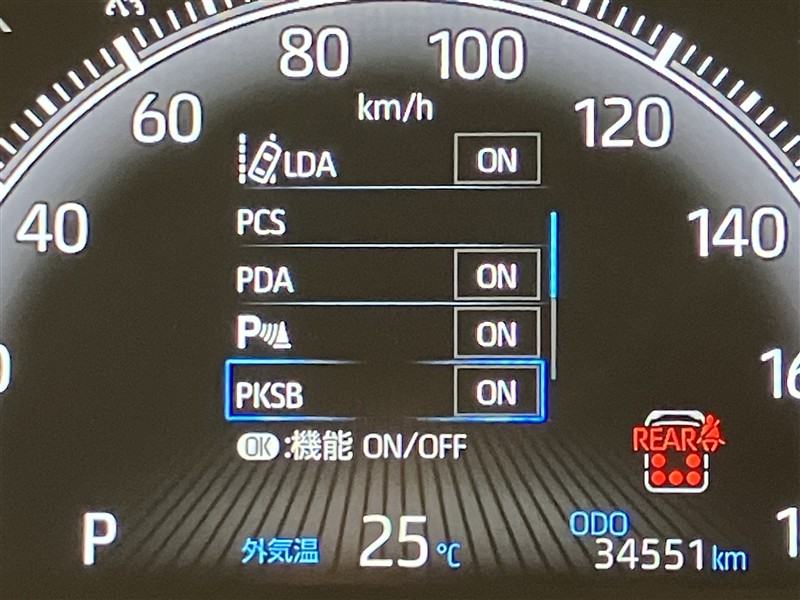 80 100
60 km/h 120
LDA ON
40 PCS 140
PDA ON
P ON
PKSB ON
OK :機能 ON/OFF
REAR
P 外気温 25 °C
ODO
34551 km